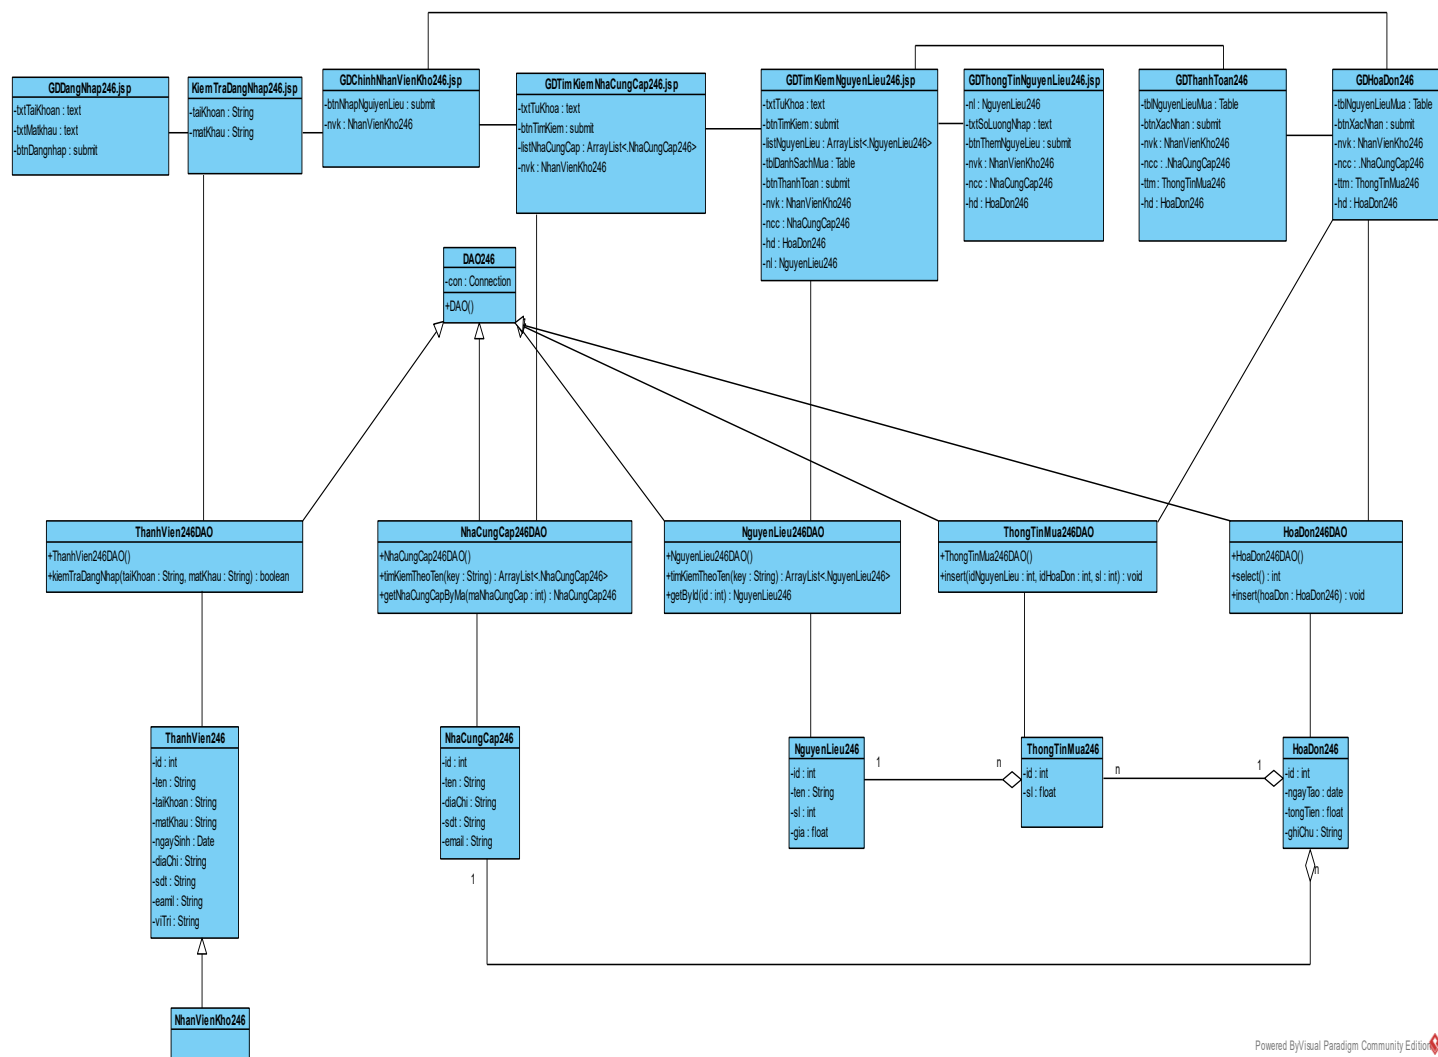 GDDangNhap246.jsp
-txtTaiKhoan : text
-txtMatkhau : text
-btnDangnhap : submit
KiemTraDangNhap246.jsp
-taiKhoan : String
-matKhau : String
GDChinhNhanVienKho246.jsp
-btnNhapNguiyenLieu : submit
-nvk : NhanVienKho246
GDTimKiemNhaCungCap246.jsp
-txtTuKhoa : text
-btnTimKiem : submit
-listNhaCungCap : ArrayList<.NhaCungCap246>
-nvk : NhanVienKho246
GDTimKiemNguyenLieu246.jsp
-txtTuKhoa : text
-btnTimKiem : submit
-listNguyenLieu : ArrayList<.NguyenLieu246>
-tblDanhSachMua : Table
-btnThanhToan : submit
-nvk : NhanVienKho246
-ncc : NhaCungCap246
-hd : HoaDon246
-nl : NguyenLieu246
GDThongTinNguyenLieu246.jsp
-nl : NguyenLieu246
-txtSoLuongNhap : text
-btnThemNguyeLieu : submit
-nvk : NhanVienKho246
-ncc : NhaCungCap246
-hd : HoaDon246
GDThanhToan246
-tblNguyenLieuMua : Table
-btnXacNhan : submit
-nvk : NhanVienKho246
-ncc : .NhaCungCap246
-ttm : ThongTinMua246
-hd : HoaDon246
GDHoaDon246
-tblNguyenLieuMua : Table
-btnXacNhan : submit
-nvk : NhanVienKho246
-ncc : .NhaCungCap246
-ttm : ThongTinMua246
-hd : HoaDon246
DAO246
-con : Connection
+DAO()
ThanhVien246DAO
+ThanhVien246DAO()
+kiemTraDangNhap(taiKhoan : String, matKhau : String) : boolean
NhaCungCap246DAO
+NhaCungCap246DAO()
+timKiemTheoTen(key : String) : ArrayList<.NhaCungCap246>
+getNhaCungCapByMa(maNhaCungCap : int) : NhaCungCap246
NguyenLieu246DAO
+NguyenLieu246DAO()
+timKiemTheoTen(key : String) : ArrayList<.NguyenLieu246>
+getById(id : int) : NguyenLieu246
ThongTinMua246DAO
+ThongTinMua246DAO()
+insert(idNguyenLieu : int, idHoaDon : int, sl : int) : void
HoaDon246DAO
+HoaDon246DAO()
+select() : int
+insert(hoaDon : HoaDon246) : void
ThanhVien246
-id : int
-ten : String
-taiKhoan : String
-matKhau : String
-ngaySinh : Date
-diaChi : String
-sdt : String
-eamil : String
-viTri : String
NhaCungCap246
-id : int
-ten : String
-diaChi : String
-sdt : String
-email : String
1
NguyenLieu246
-id : int
-ten : String
-sl : int
-gia : float
1
n
ThongTinMua246
-id : int
-sl : float
n
1
HoaDon246
-id : int
-ngayTao : date
-tongTien : float
-ghiChu : String
n
NhanVienKho246
Powered ByVisual Paradigm Community Edition